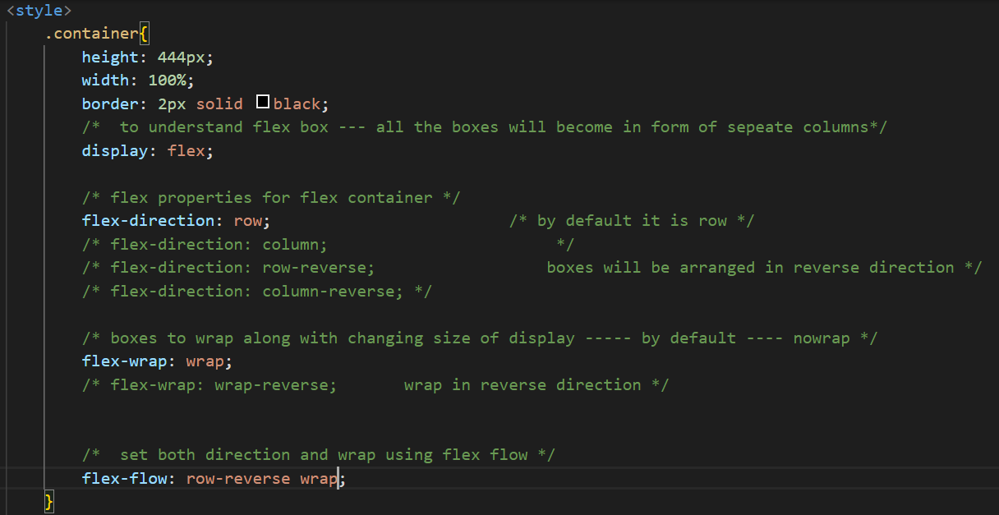 <style>
.container{
height: 444px;
width: 100%;
border: 2px solid black;
/*  to understand flex box --- all the boxes will become in form of sepeate columns*/
display: flex;
/* flex properties for flex container */
flex-direction: row; /* by default it is row */
/* flex-direction: column; */
/* flex-direction: row-reverse; boxes will be arranged in reverse direction */
/* flex-direction: column-reverse; */
/* boxes to wrap along with changing size of display ----- by default ---- nowrap */
flex-wrap: wrap;
/* flex-wrap: wrap-reverse; wrap in reverse direction */
/*  set both direction and wrap using flex flow */
flex-flow: row-reverse wrap;
}